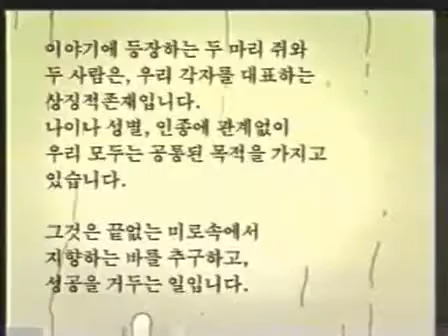 이야기에 등장하는 두 마리 쥐와
두 사람은, 우리 각자를 대표하는
상징적존재입니다.
나이나 성별, 인종에 관계없이
우리 모두는 공통된 목적을 가지고
있습니다.
그것은 끝없는 미로속에서
지향하는 바를 추구하고,
성공을 거두는 일입니다.